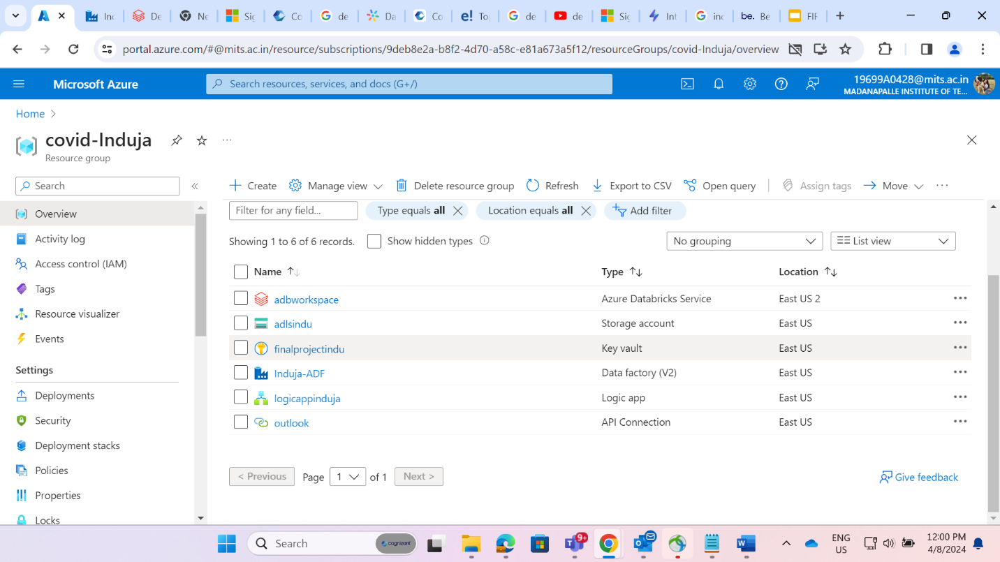 Inc
De
Ne
Sig
Co
de
Da
Co
e! Top
de
de
Sig
Int
inc
be. Be
FIF
portal.azure.com/#@mits.ac.in/resource/subscriptions/9deb8e2a-b8f2-4d70-a58c-e81a673a5f12/resourceGroups/covid-Induja/overview
Microsoft Azure
Search resources, services, and docs (G+/)
19699A0428@mits.ac.in
MADANAPALLE INSTITUTE OF TE...
Home >
covid-Induja
Resource group
Search
Create
Manage view
Delete resource group
Refresh
Export to CSV
Open query
Assign tags
Move
Overview
Activity log
Access control (IAM)
Tags
Resource visualizer
Events
Settings
Deployments
Security
Deployment stacks
Policies
Properties
Locks
Filter for any field...
Type equals all
Location equals all
Add filter
Showing 1 to 6 of 6 records.
Show hidden types
No grouping
List view
Name Type Location
adbworkspace Azure Databricks Service East US 2
adlsindu Storage account East US
finalprojectindu Key vault East US
Induja-ADF Data factory (V2) East US
logicappinduja Logic app East US
outlook API Connection East US
< Previous Page 1 of 1 Next >
Give feedback
Search
cognizant
9+
ENG
US
12:00 PM
4/8/2024